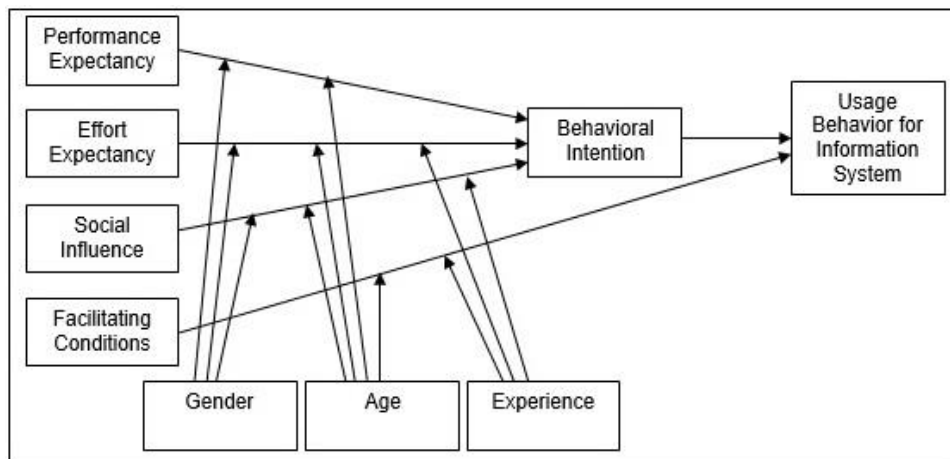 Performance
Expectancy
Effort
Expectancy
Social
Influence
Facilitating
Conditions
Behavioral
Intention
Usage
Behavior for
Information
System
Gender
Age
Experience